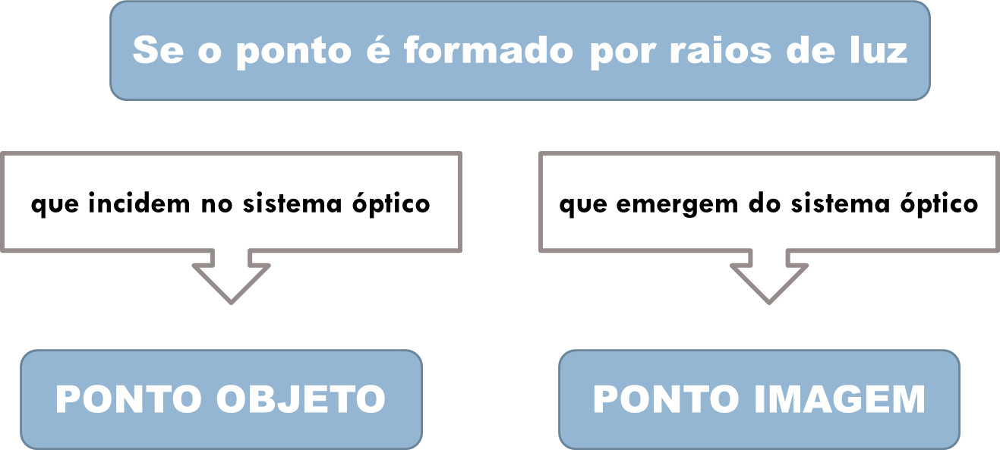 Se o ponto é formado por raios de luz
que incidem no sistema óptico
que emergem do sistema óptico
PONTO OBJETO
PONTO IMAGEM